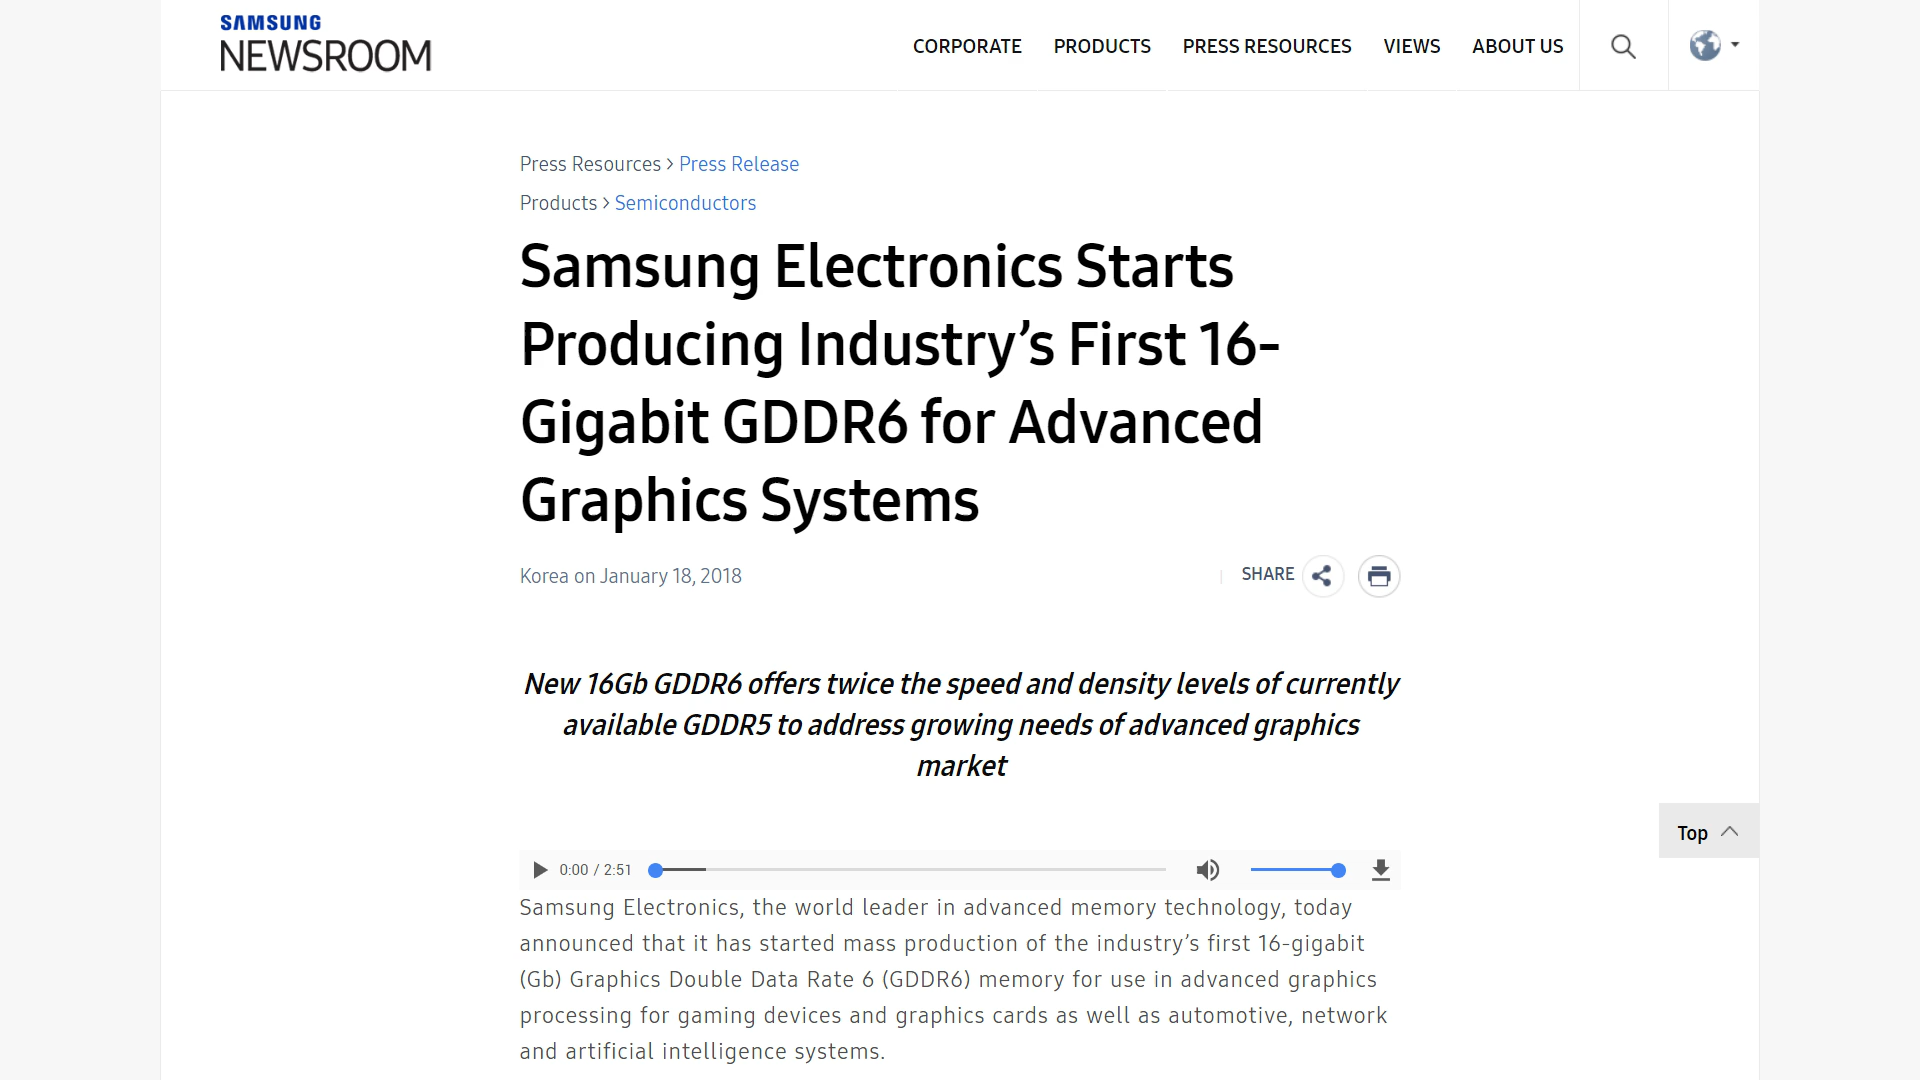 SAMSUNG
NEWSROOM
CORPORATE PRODUCTS PRESS RESOURCES VIEWS ABOUT US
Press Resources > Press Release
Products > Semiconductors
Samsung Electronics Starts
Producing Industry’s First 16-
Gigabit GDDR6 for Advanced
Graphics Systems
Korea on January 18, 2018
SHARE
New 16Gb GDDR6 offers twice the speed and density levels of currently
available GDDR5 to address growing needs of advanced graphics
market
Top
0:00 / 2:51
Samsung Electronics, the world leader in advanced memory technology, today
announced that it has started mass production of the industry’s first 16-gigabit
(Gb) Graphics Double Data Rate 6 (GDDR6) memory for use in advanced graphics
processing for gaming devices and graphics cards as well as automotive, network
and artificial intelligence systems.